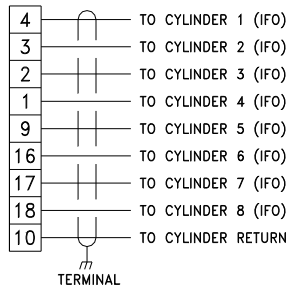 4 TO CYLINDER 1 (IFO)
3 TO CYLINDER 2 (IFO)
2 TO CYLINDER 3 (IFO)
1 TO CYLINDER 4 (IFO)
9 TO CYLINDER 5 (IFO)
16 TO CYLINDER 6 (IFO)
17 TO CYLINDER 7 (IFO)
18 TO CYLINDER 8 (IFO)
10 TO CYLINDER RETURN
TERMINAL